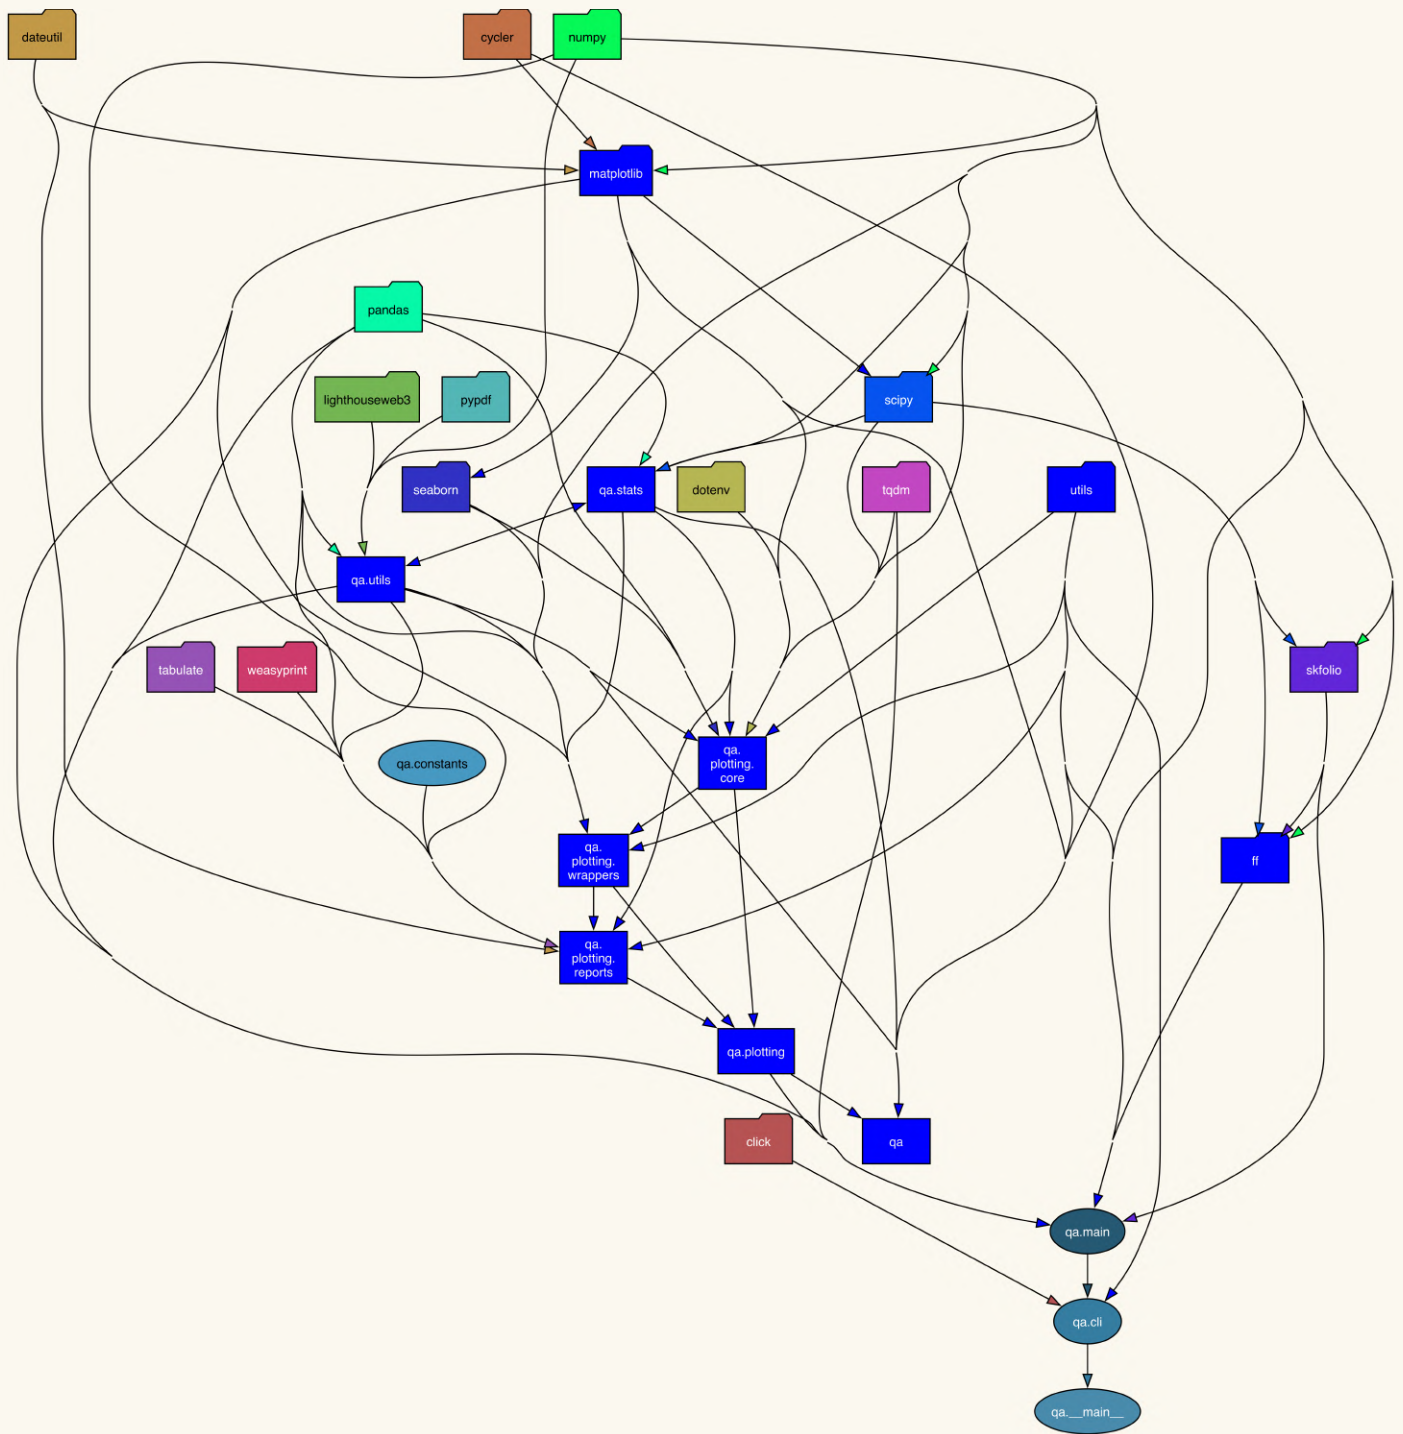 dateutil
cycler
numpy
matplotlib
pandas
lighthouseweb3
pypdf
scipy
seaborn
qa.stats
dotenv
tqdm
utils
qa.utils
tabulate
weasyprint
skfolio
qa.constants
qa.
plotting.
core
qa.
plotting.
wrappers
ff
qa.
plotting.
reports
qa.plotting
click
qa
qa.main
qa.cli
qa.__main__